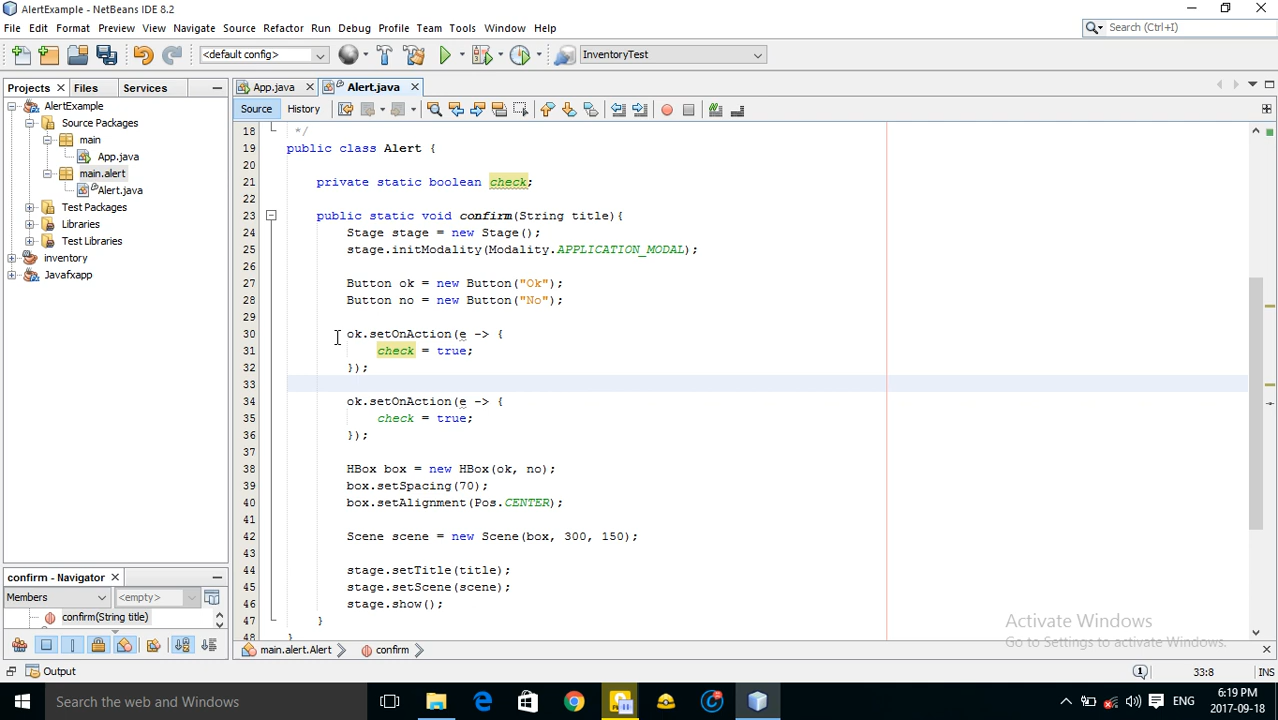 AlertExample - NetBeans IDE 8.2
File Edit Format Preview View Navigate Source Refactor Run Debug Profile Team Tools Window Help
Search (Ctrl+I)
<default config>
InventoryTest
Projects Files Services
App.java Alert.java
AlertExample
Source Packages
main
App.java
main.alert
Alert.java
Test Packages
Libraries
Test Libraries
inventory
Javafxapp
Source History
18 */
19 public class Alert {
20
21 private static boolean check;
22
23 public static void confirm(String title){
24 Stage stage = new Stage();
25 stage.initModality(Modality.APPLICATION_MODAL);
26
27 Button ok = new Button("Ok");
28 Button no = new Button("No");
29
30 ok.setOnAction(e -> {
31 check = true;
32 });
33
34 ok.setOnAction(e -> {
35 check = true;
36 });
37
38 HBox box = new HBox(ok, no);
39 box.setSpacing(70);
40 box.setAlignment(Pos.CENTER);
41
42 Scene scene = new Scene(box, 300, 150);
43
44 stage.setTitle(title);
45 stage.setScene(scene);
46 stage.show();
47 }
48 }
confirm - Navigator
Members <empty>
confirm(String title)
Activate Windows
Go to Settings to activate Windows.
main.alert.Alert confirm
Output
33:8 INS
Search the web and Windows
ENG
6:19 PM
2017-09-18